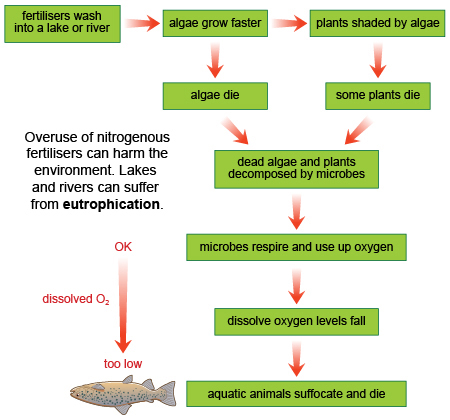 fertilisers wash
into a lake or river
algae grow faster
plants shaded by algae
algae die
some plants die
Overuse of nitrogenous
fertilisers can harm the
environment. Lakes
and rivers can suffer
from eutrophication.
dead algae and plants
decomposed by microbes
OK
microbes respire and use up oxygen
dissolved O₂
dissolve oxygen levels fall
too low
aquatic animals suffocate and die